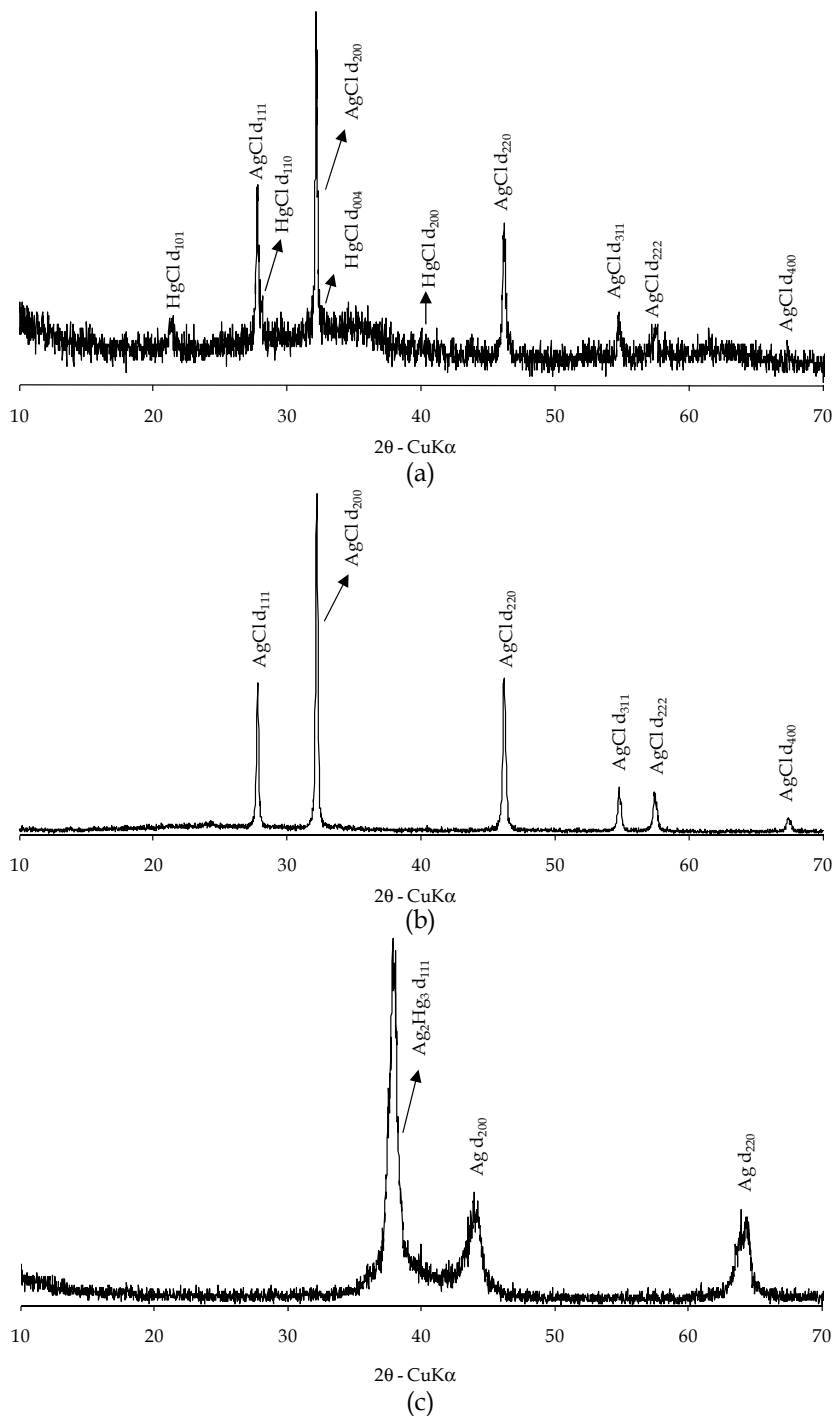 HgCl d₁₀₁
AgCl d₁₁₁
HgCl d₁₁₀
AgCl d₂₀₀
HgCl d₀₀₄
HgCl d₂₀₀
AgCl d₂₂₀
AgCl d₃₁₁
AgCl d₂₂₂
AgCl d₄₀₀
10 20 30 40 50 60 70
2θ - CuKα
(a)
AgCl d₁₁₁
AgCl d₂₀₀
AgCl d₂₂₀
AgCl d₃₁₁
AgCl d₂₂₂
AgCl d₄₀₀
10 20 30 40 50 60 70
2θ - CuKα
(b)
Ag₂Hg₃ d₁₁₁
Ag d₂₀₀
Ag d₂₂₀
10 20 30 40 50 60 70
2θ - CuKα
(c)